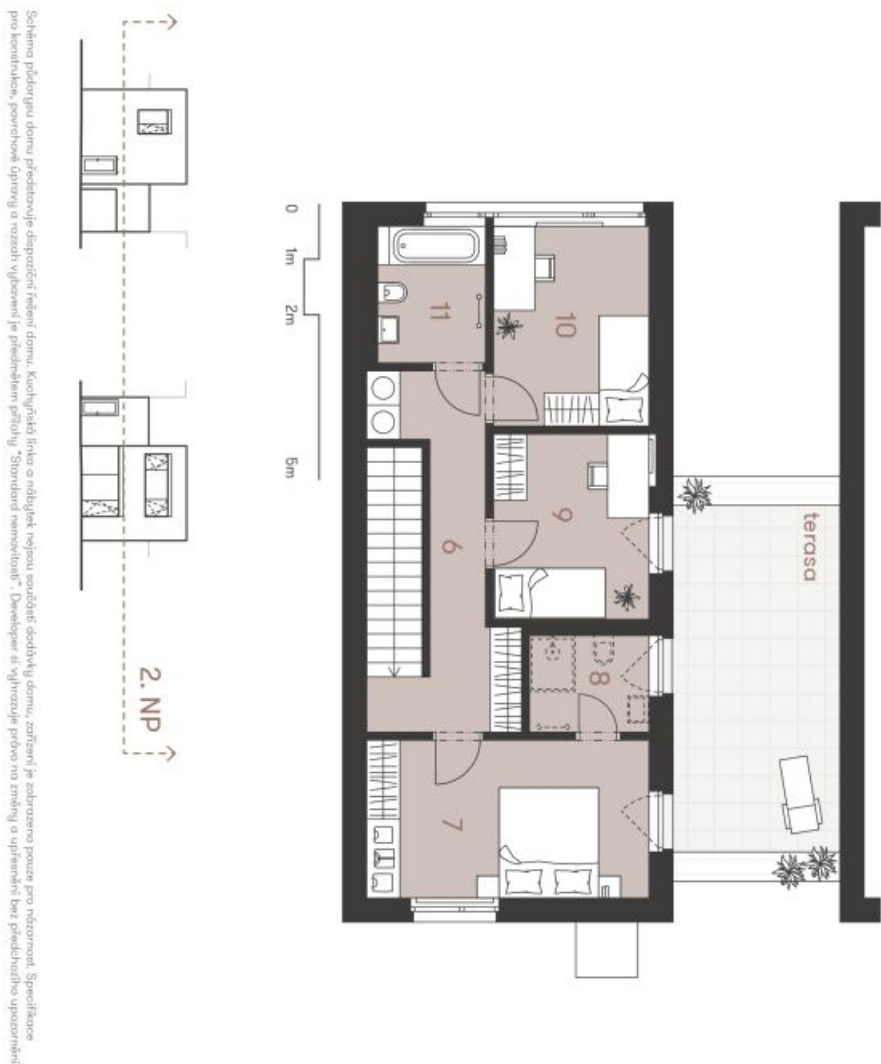 11
10
6
9
terasa
8
7
0
1m
2m
5m
2. NP
Schéma půdorysu domu představuje dispoziční řešení domu. Kuchyňská linka a nábytek nejsou součástí dodávky domu, zařízení je zobrazeno pouze pro názornost. Specifikace
pro konstrukce, povrchové úpravy a rozsah vybavení je předmětem přílohy "Standard nemovitosti". Developer si vyhrazuje právo na změny a upřesnění bez předchozího upozornění